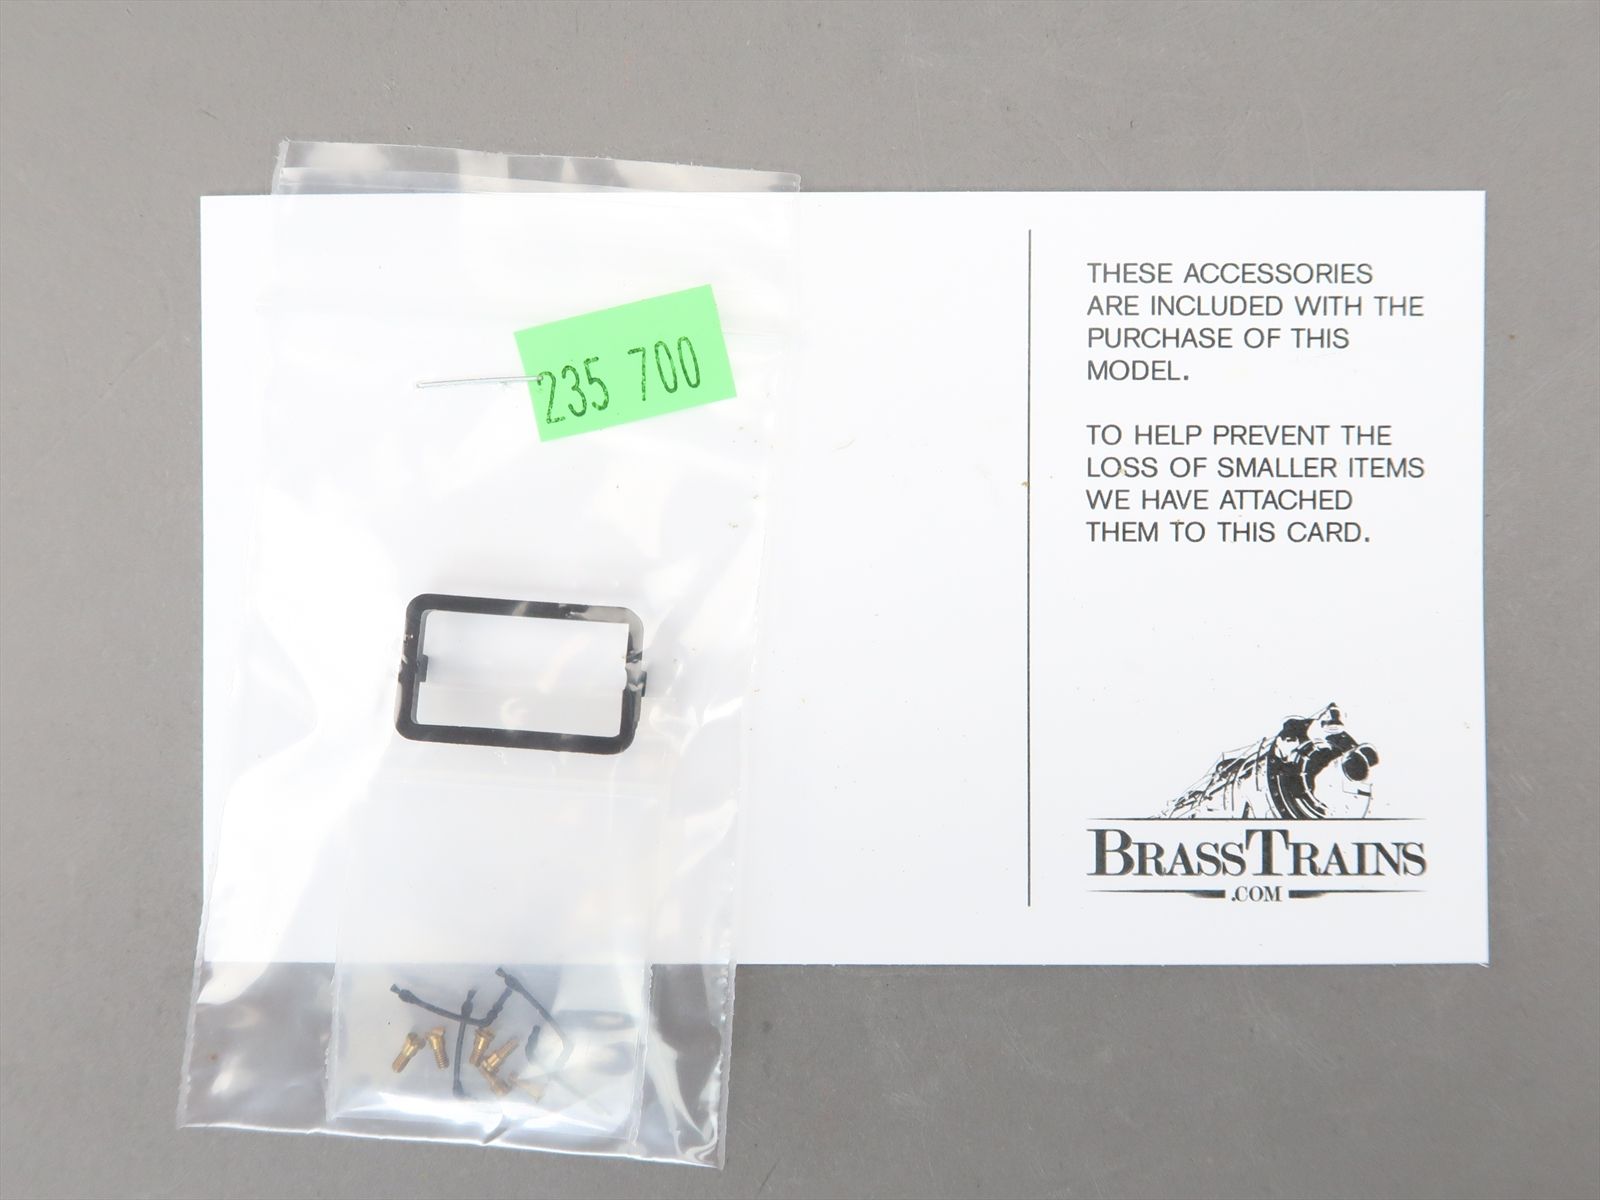 235 700
THESE ACCESSORIES
ARE INCLUDED WITH THE
PURCHASE OF THIS
MODEL.
TO HELP PREVENT THE
LOSS OF SMALLER ITEMS
WE HAVE ATTACHED
THEM TO THIS CARD.
BRASSTRAINS
.COM